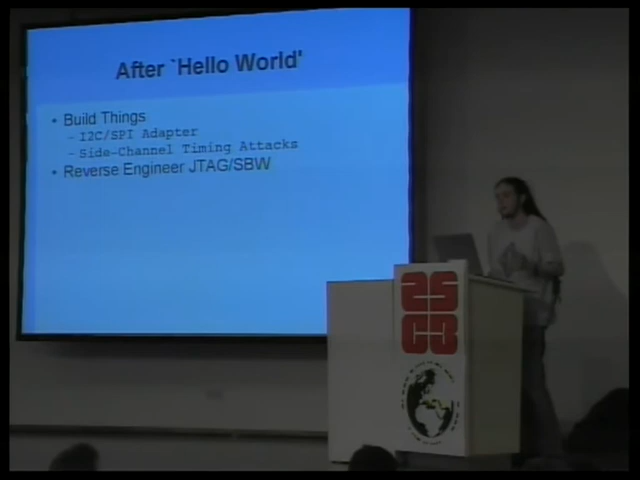 After `Hello World'
• Build Things
– I2C/SPI Adapter
– Side-Channel Timing Attacks
• Reverse Engineer JTAG/SBW
25
C3